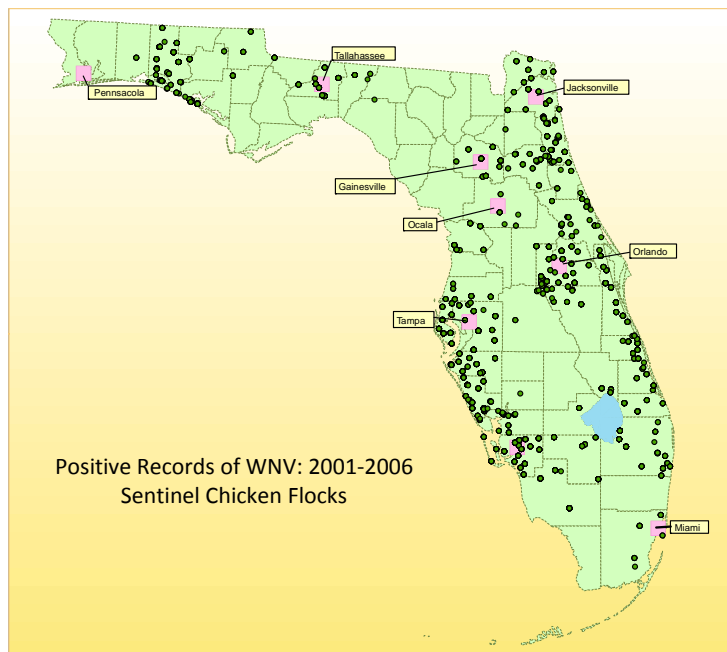 Tallahassee
Pennsacola
Jacksonville
Gainesville
Ocala
Orlando
Tampa
Positive Records of WNV: 2001-2006
Sentinel Chicken Flocks
Miami